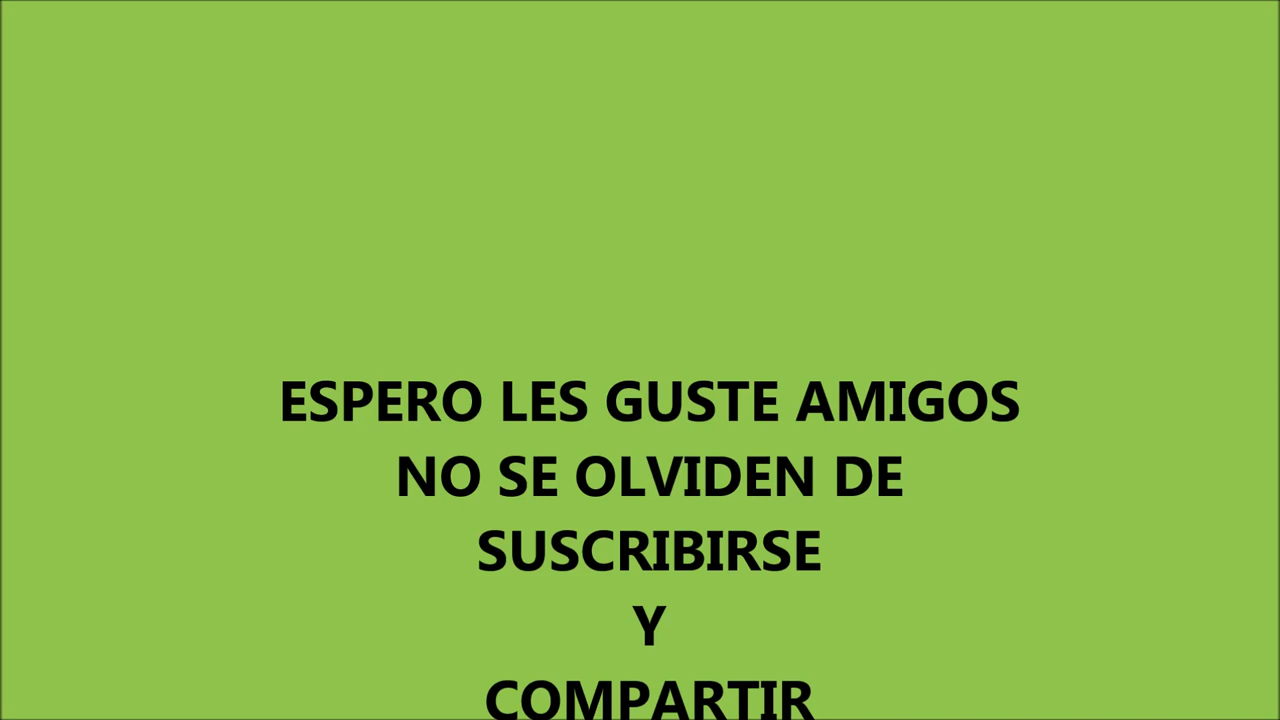 ESPERO LES GUSTE AMIGOS
NO SE OLVIDEN DE
SUSCRIBIRSE
Y
COMPARTIR